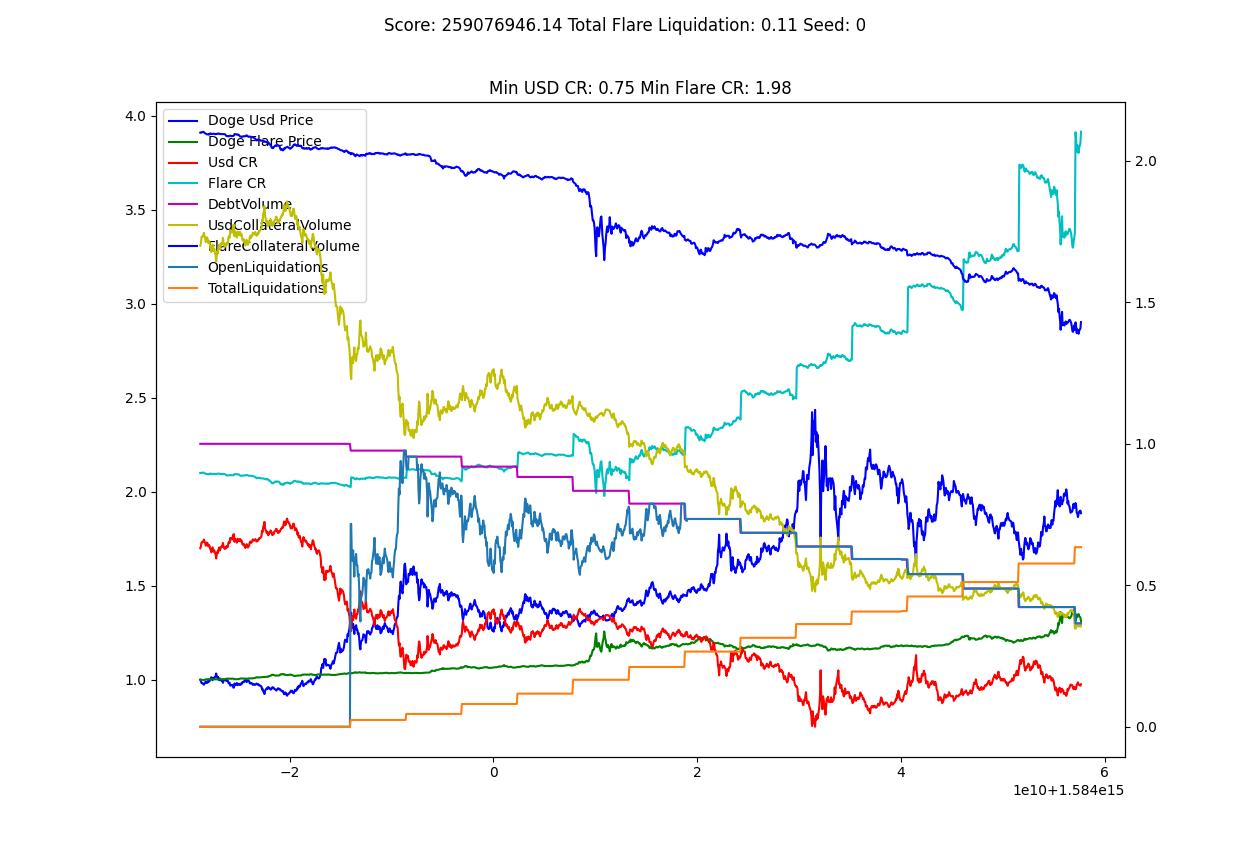 Score: 259076946.14 Total Flare Liquidation: 0.11 Seed: 0
Min USD CR: 0.75 Min Flare CR: 1.98
Doge Usd Price
Doge Flare Price
Usd CR
Flare CR
DebtVolume
UsdCollateralVolume
FlareCollateralVolume
OpenLiquidations
TotalLiquidations
4.0
3.5
3.0
2.5
2.0
1.5
1.0
2.0
1.5
1.0
0.5
0.0
−2
0
2
4
6
1e10+1.584e15